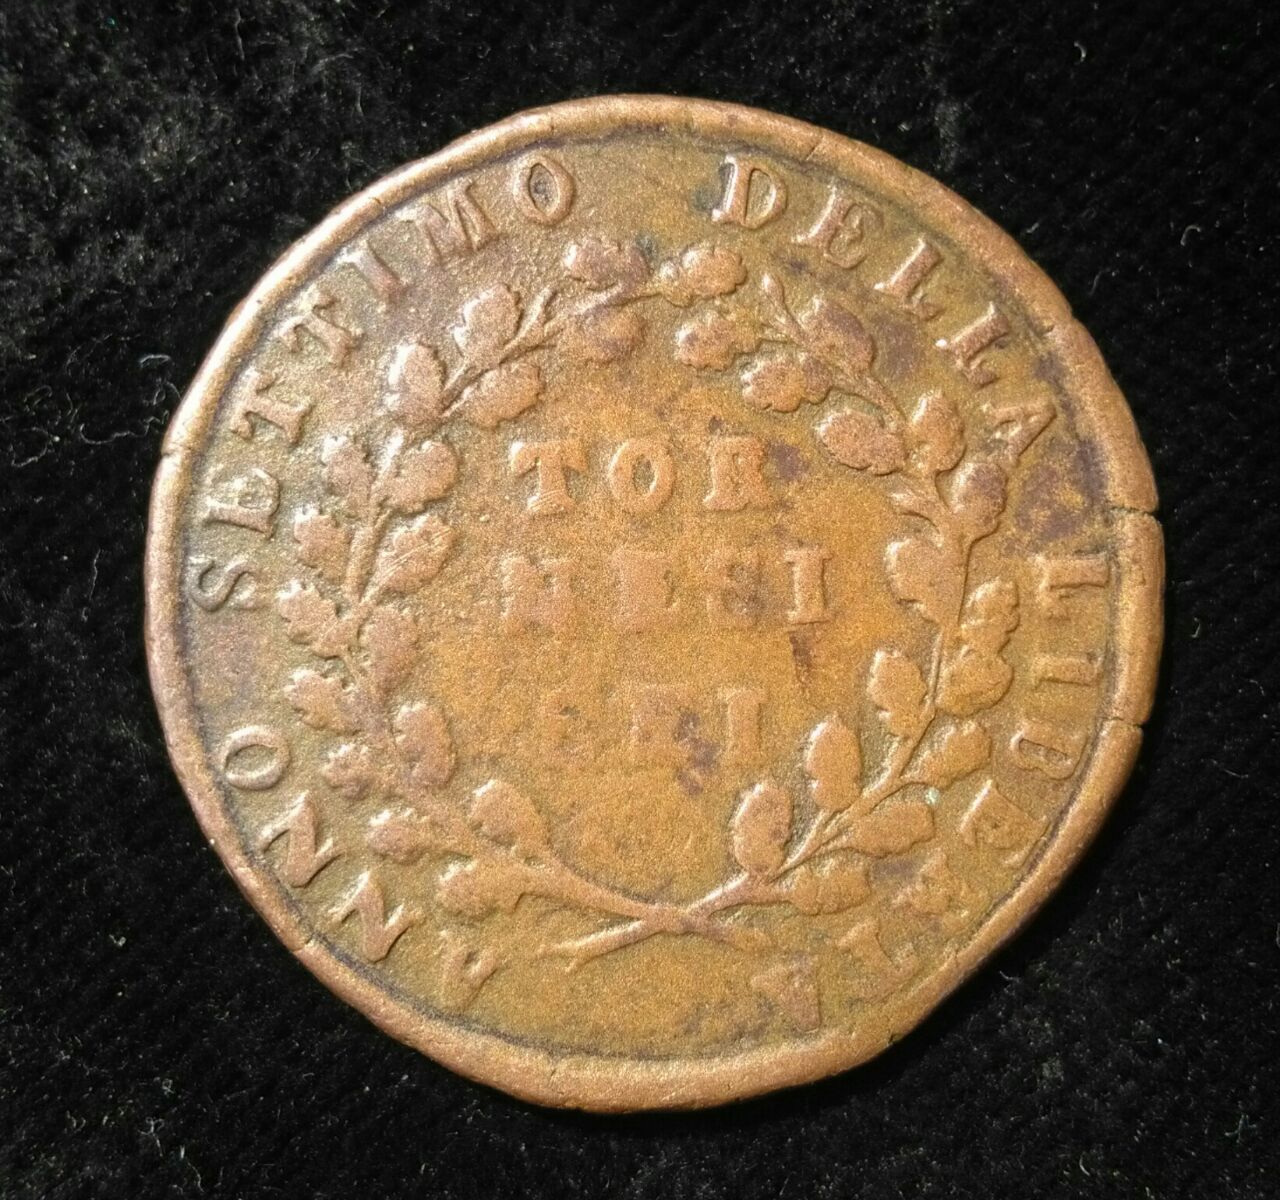 ANNO SETTIMO DELLA LIBERTA
TOR
NESI
SEI